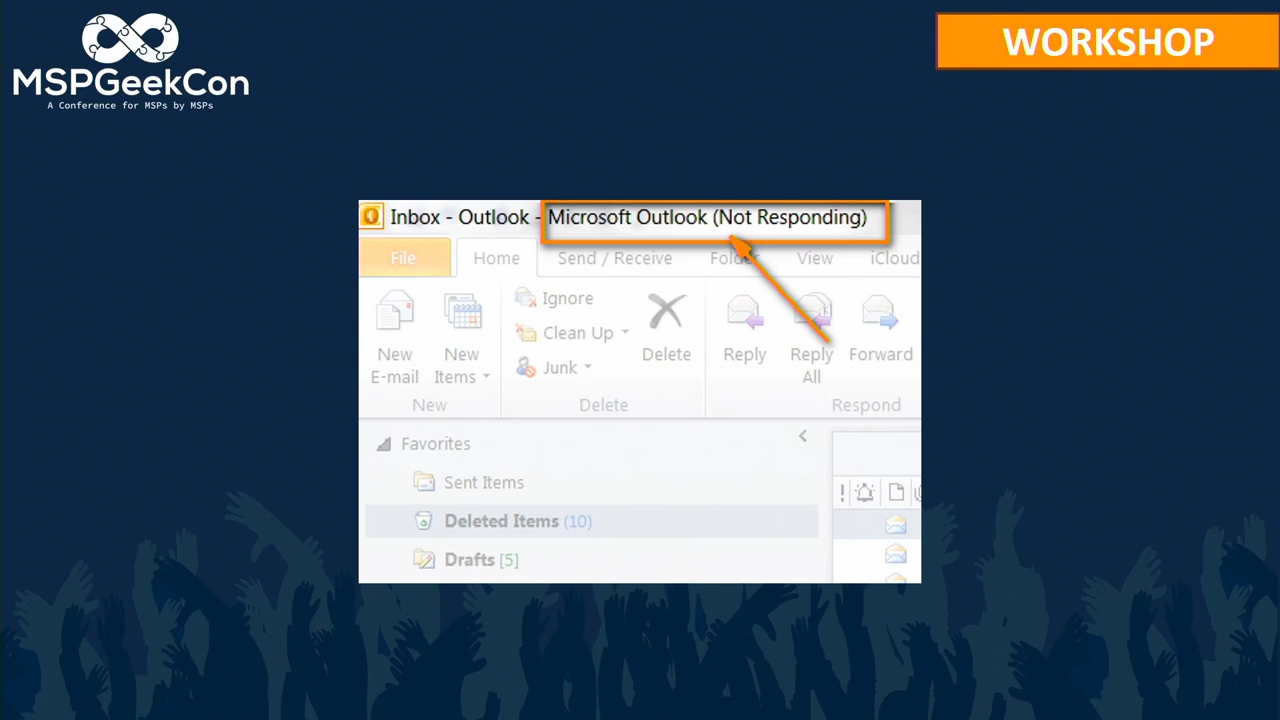 MSPGeekCon
A Conference for MSPs by MSPs
WORKSHOP
Inbox - Outlook - Microsoft Outlook (Not Responding)
File Home Send / Receive Folder View iCloud
New E-mail
New Items
Ignore
Clean Up
Junk
Delete
Reply
Reply All
Forward
New Delete Respond
Favorites
Sent Items
Deleted Items (10)
Drafts [5]